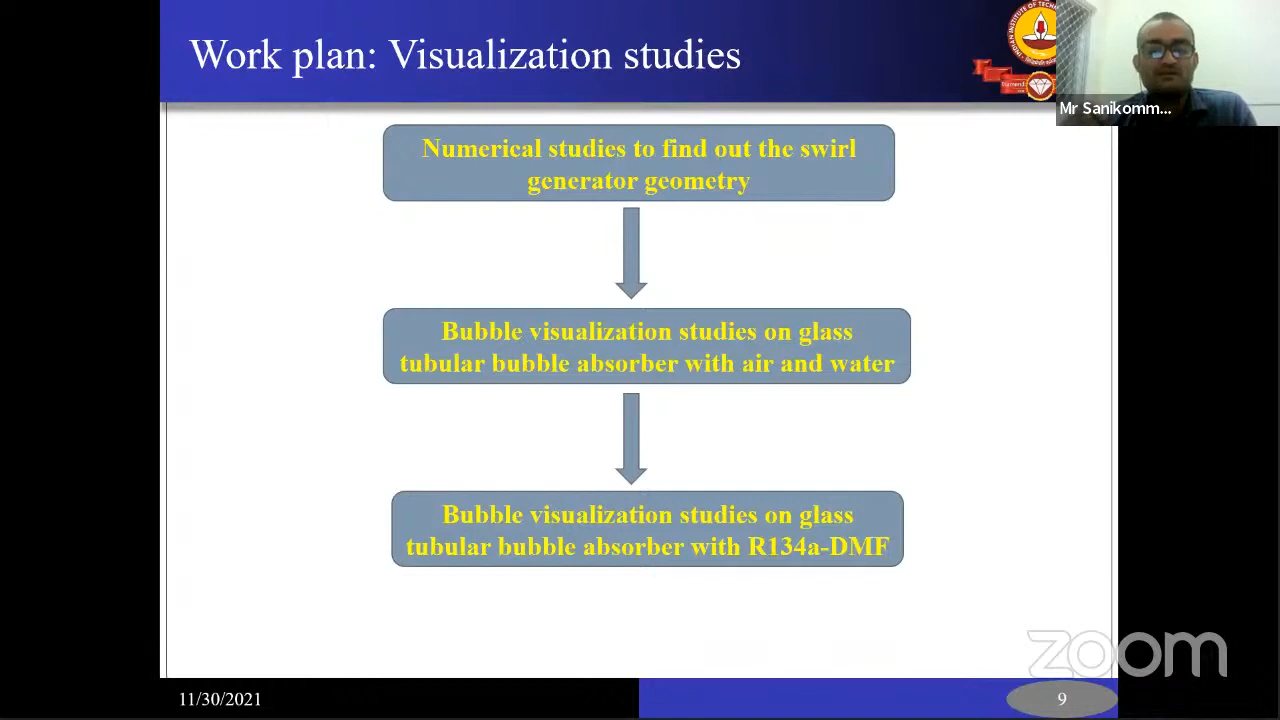 Work plan: Visualization studies
Mr Sanikomm...
Numerical studies to find out the swirl
generator geometry
Bubble visualization studies on glass
tubular bubble absorber with air and water
Bubble visualization studies on glass
tubular bubble absorber with R134a-DMF
zoom
11/30/2021
9